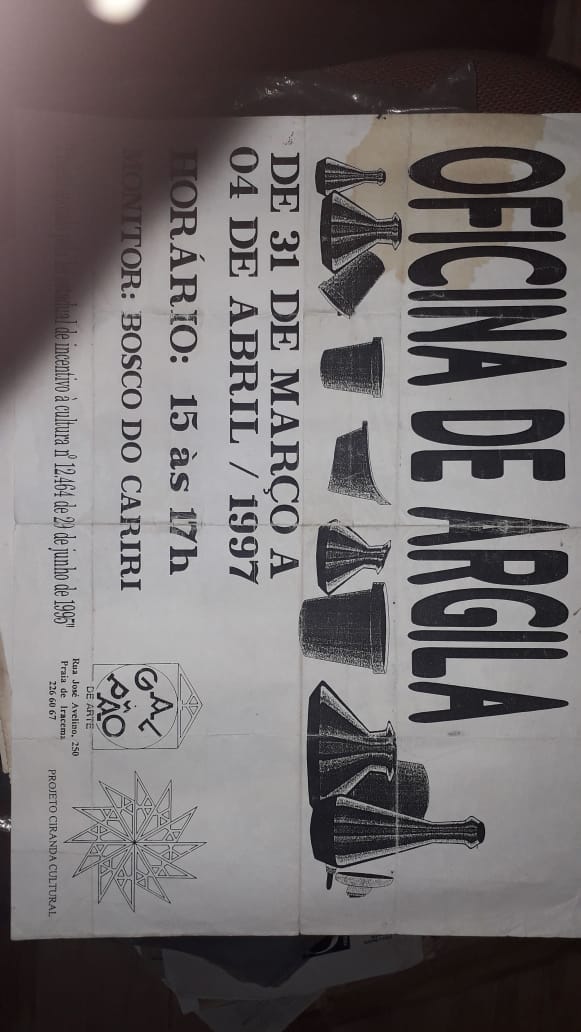 OFICINA DE ARGILA
DE 31 DE MARÇO A
04 DE ABRIL / 1997
HORÁRIO: 15 às 17h
MONITOR: BOSCO DO CARIRI
de incentivo à cultura nº 12.464 de 29 de junho de 1995"
GALPÃO
DE ARTE
Rua José Avelino, 250
Praia de Iracema
226 60 67
PROJETO CIRANDA CULTURAL